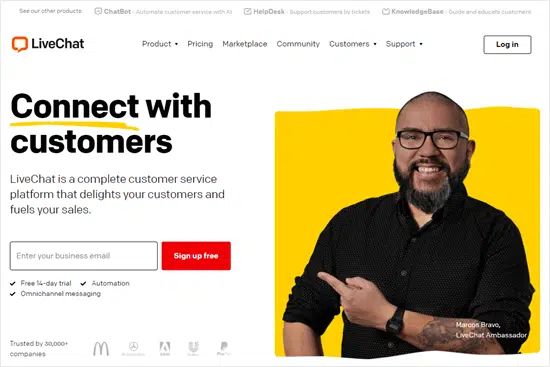 See our other products:
ChatBot - Automate customer service with AI
HelpDesk - Support customers by tickets
KnowledgeBase - Guide and educate customers
LiveChat
Product
Pricing
Marketplace
Community
Customers
Support
Log in
Connect with
customers
LiveChat is a complete customer service
platform that delights your customers and
fuels your sales.
Enter your business email
Sign up free
Free 14-day trial
Automation
Omnichannel messaging
Marcos Bravo,
LiveChat Ambassador
Trusted by 30,000+
companies
PayPal